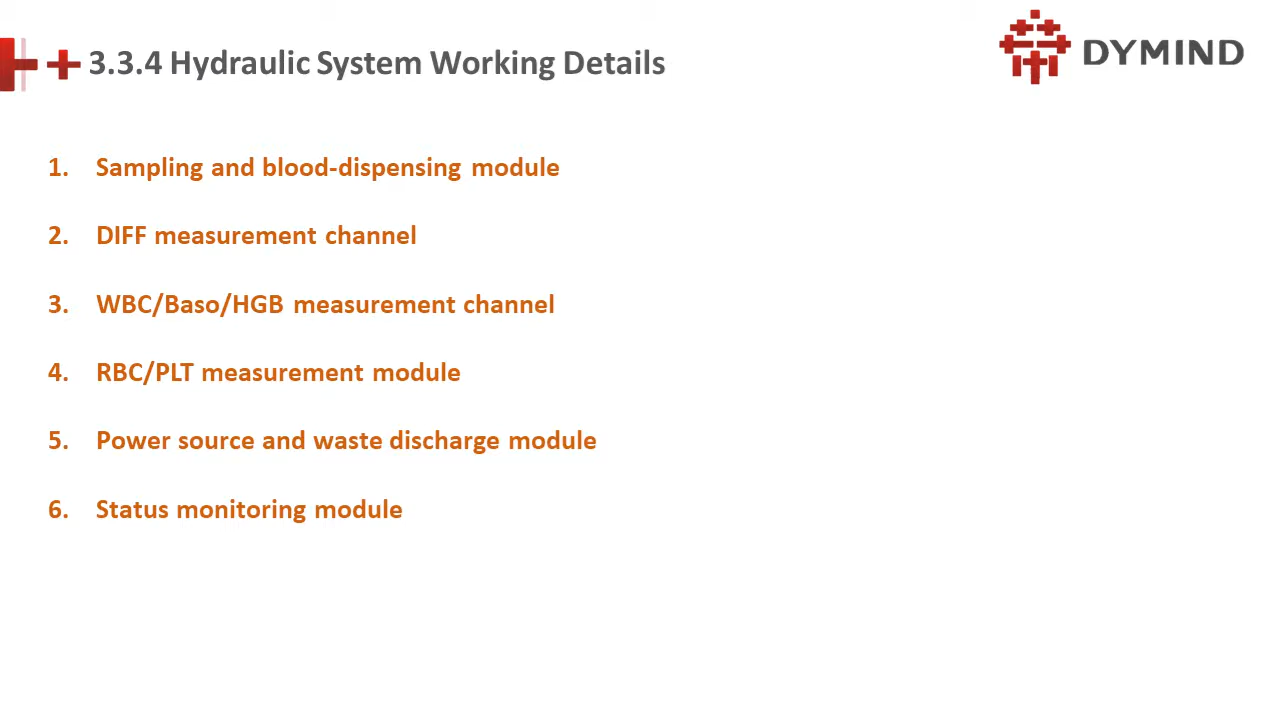 3.3.4 Hydraulic System Working Details
DYMIND
1. Sampling and blood-dispensing module
2. DIFF measurement channel
3. WBC/Baso/HGB measurement channel
4. RBC/PLT measurement module
5. Power source and waste discharge module
6. Status monitoring module